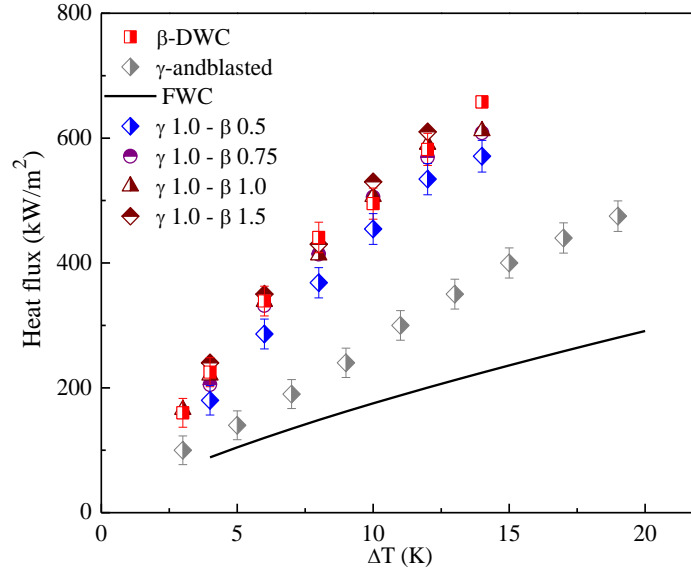 800
600
400
200
0
Heat flux (kW/m²)
β-DWC
γ-andblasted
FWC
γ 1.0 - β 0.5
γ 1.0 - β 0.75
γ 1.0 - β 1.0
γ 1.0 - β 1.5
0 5 10 15 20
ΔT (K)